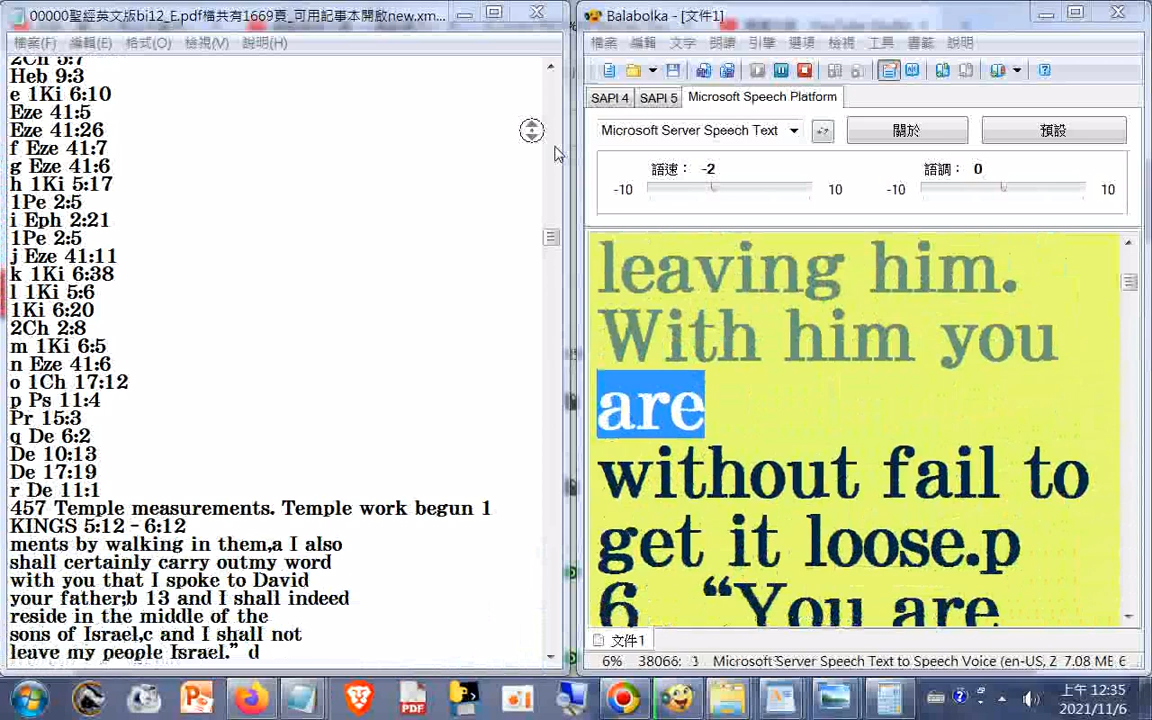 00000聖經英文版bi12_E.pdf檔共有1669頁_可用記事本開啟new.xm...
檔案(F) 編輯(E) 格式(O) 檢視(V) 說明(H)
2Ch 5:7
Heb 9:3
e 1Ki 6:10
Eze 41:5
Eze 41:26
f Eze 41:7
g Eze 41:6
h 1Ki 5:17
1Pe 2:5
i Eph 2:21
1Pe 2:5
j Eze 41:11
k 1Ki 6:38
l 1Ki 5:6
1Ki 6:20
2Ch 2:8
m 1Ki 6:5
n Eze 41:6
o 1Ch 17:12
p Ps 11:4
Pr 15:3
q De 6:2
De 10:13
De 17:19
r De 11:1
457 Temple measurements. Temple work begun 1
KINGS 5:12 - 6:12
ments by walking in them,a I also
shall certainly carry outmy word
with you that I spoke to David
your father;b 13 and I shall indeed
reside in the middle of the
sons of Israel,c and I shall not
leave my people Israel.” d
Balabolka - [文件1]
檔案 編輯 文字 朗讀 引擎 選項 檢視 工具 書籤 說明
SAPI 4 SAPI 5 Microsoft Speech Platform
Microsoft Server Speech Text 關於 預設
語速： -2 語調： 0
-10 10 -10 10
leaving him.
With him you
are
without fail to
get it loose.p
6 “You are
文件1
6% 38066: 3 Microsoft Server Speech Text to Speech Voice (en-US, 2 7.08 MB 6
上午 12:35
2021/11/6